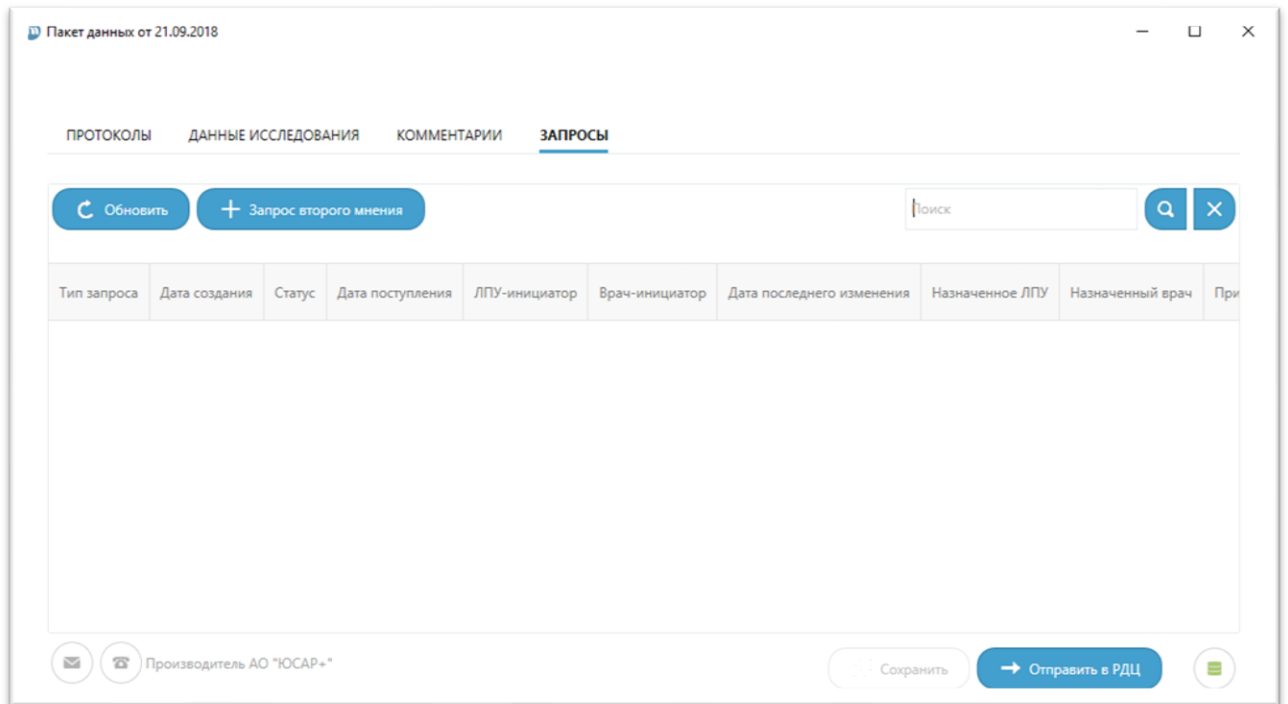 Пакет данных от 21.09.2018
ПРОТОКОЛЫ ДАННЫЕ ИССЛЕДОВАНИЯ КОММЕНТАРИИ ЗАПРОСЫ
Обновить Запрос второго мнения Поиск
Тип запроса Дата создания Статус Дата поступления ЛПУ-инициатор Врач-инициатор Дата последнего изменения Назначенное ЛПУ Назначенный врач При
Производитель АО "ЮСАР+" Сохранить Отправить в РДЦ